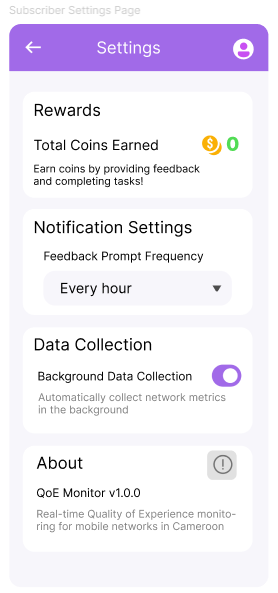 Subscriber Settings Page
Settings
Rewards
Total Coins Earned
$ 0
Earn coins by providing feedback
and completing tasks!
Notification Settings
Feedback Prompt Frequency
Every hour
Data Collection
Background Data Collection
Automatically collect network metrics
in the background
About
QoE Monitor v1.0.0
Real-time Quality of Experience monito-
ring for mobile networks in Cameroon